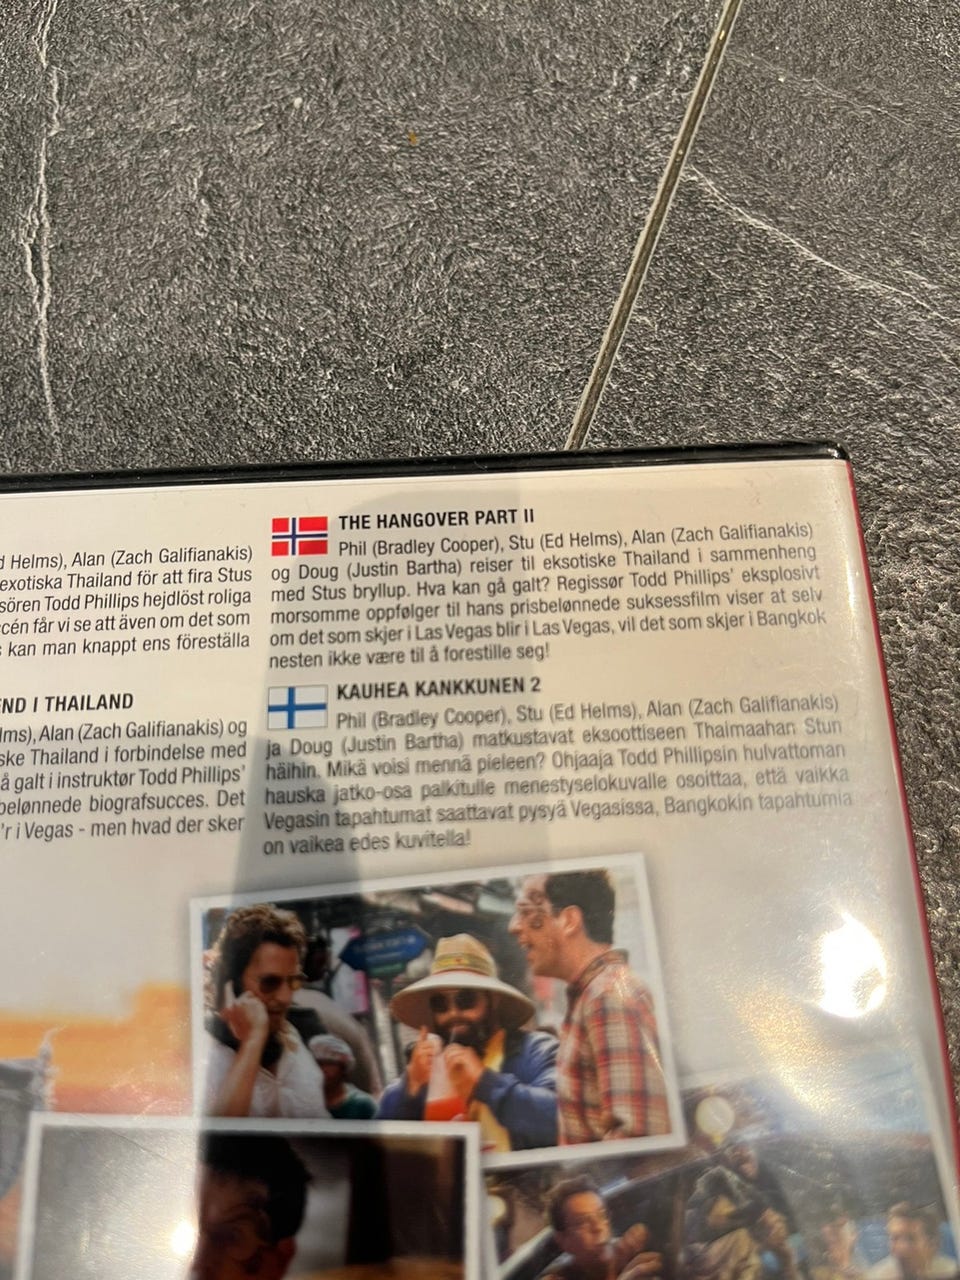 d Helms), Alan (Zach Galifianakis)
exotiska Thailand för att fira Stus
sören Todd Phillips hejdlöst roliga
ccén får vi se att även om det som
kan man knappt ens föreställa
END I THAILAND
lms), Alan (Zach Galifianakis) og
ske Thailand i forbindelse med
å galt i instruktør Todd Phillips'
belønnede biografsucces. Det
'r i Vegas - men hvad der sker
THE HANGOVER PART II
Phil (Bradley Cooper), Stu (Ed Helms), Alan (Zach Galifianakis)
og Doug (Justin Bartha) reiser til eksotiske Thailand i sammenheng
med Stus bryllup. Hva kan gå galt? Regissør Todd Phillips' eksplosivt
morsomme oppfølger til hans prisbelønnede suksessfilm viser at selv
om det som skjer i Las Vegas blir i Las Vegas, vil det som skjer i Bangkok
nesten ikke være til å forestille seg!
KAUHEA KANKKUNEN 2
Phil (Bradley Cooper), Stu (Ed Helms), Alan (Zach Galifianakis)
ja Doug (Justin Bartha) matkustavat eksoottiseen Thaimaahan Stun
häihin. Mikä voisi mennä pieleen? Ohjaaja Todd Phillipsin hulvattoman
hauska jatko-osa palkitulle menestyselokuvalle osoittaa, että vaikka
Vegasin tapahtumat saattavat pysyä Vegasissa, Bangkokin tapahtumia
on vaikea edes kuvitella!